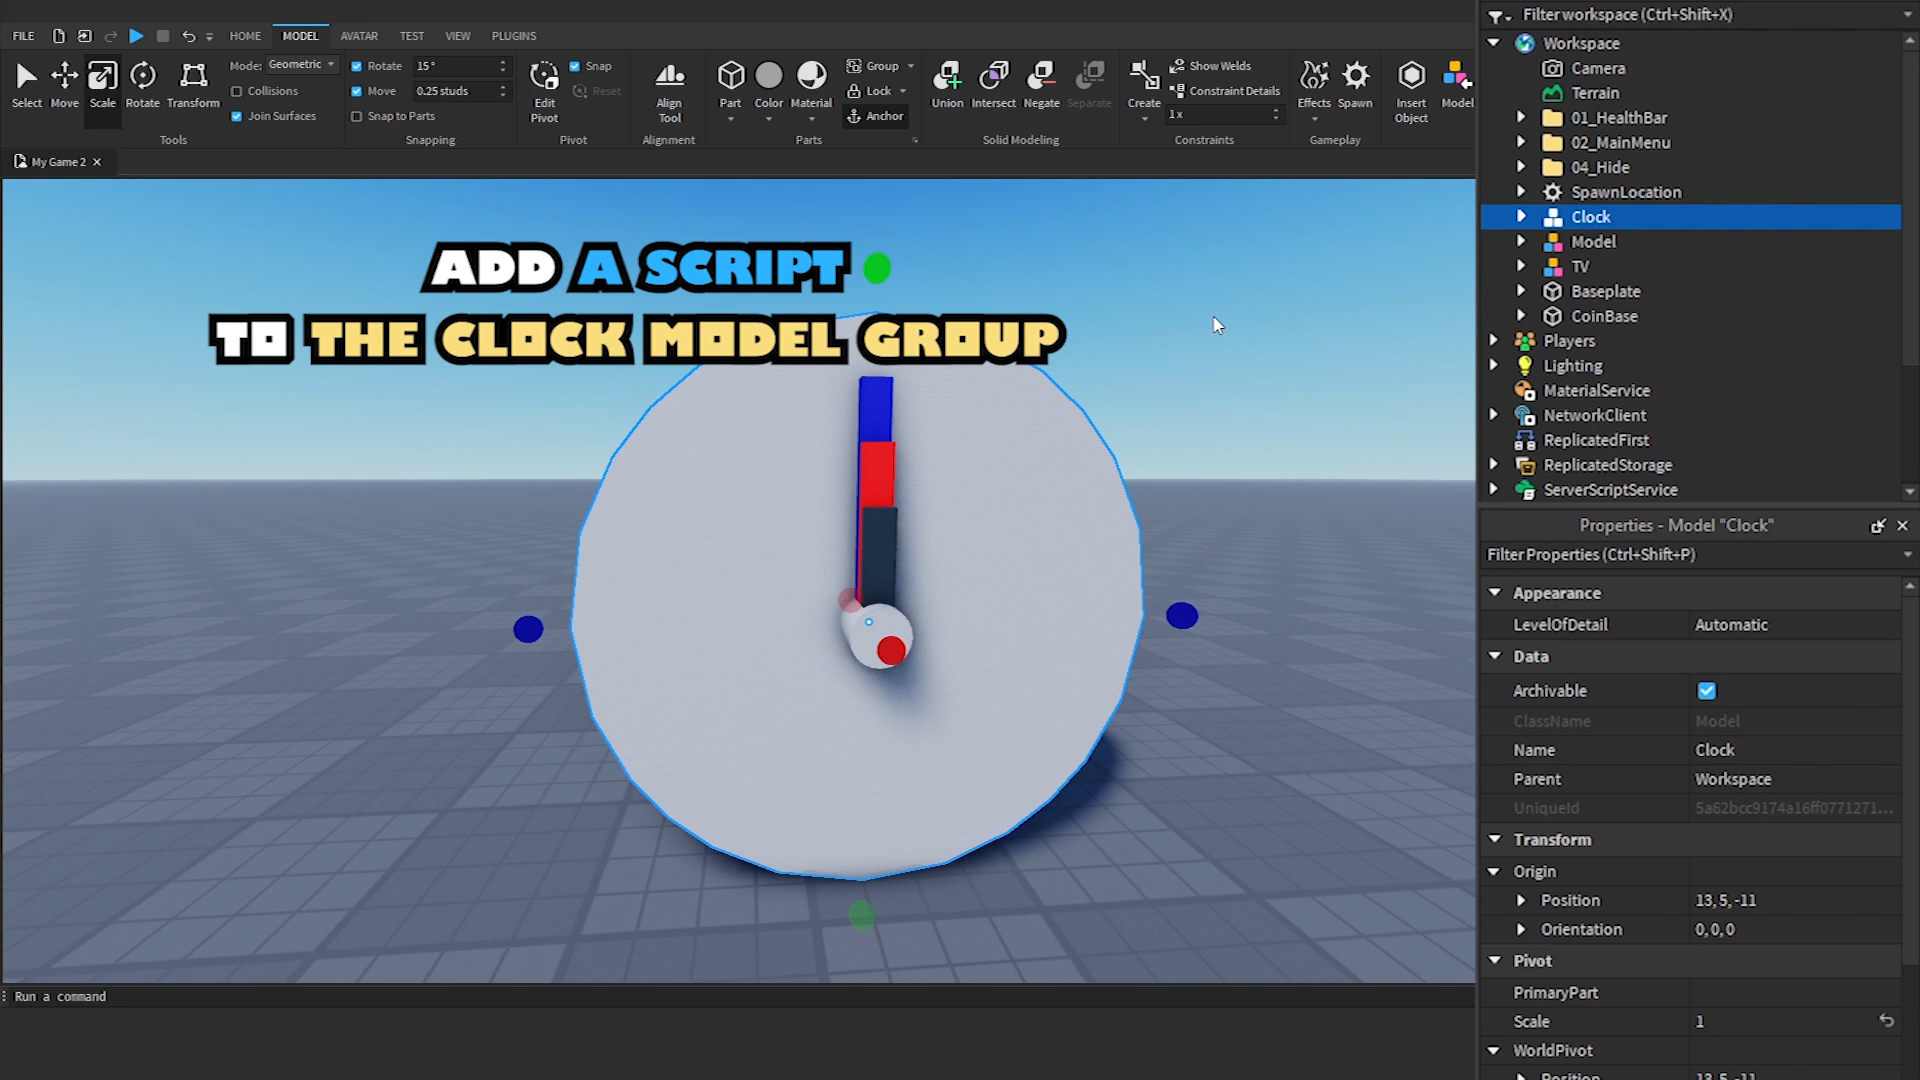 FILE
HOME
MODEL
AVATAR
TEST
VIEW
PLUGINS
Select
Move
Scale
Rotate
Transform
Mode: Geometric
Collisions
Join Surfaces
Tools
Rotate 15°
Move 0.25 studs
Snap to Parts
Snapping
Edit
Pivot
Snap
Reset
Pivot
Align
Tool
Alignment
Part
Color
Material
Group
Lock
Anchor
Parts
Union
Intersect
Negate
Separate
Solid Modeling
Create
Show Welds
Constraint Details
1x
Constraints
Effects
Spawn
Gameplay
Insert
Object
Model
My Game 2
ADD A SCRIPT
TO THE CLOCK MODEL GROUP
Run a command
Filter workspace (Ctrl+Shift+X)
Workspace
Camera
Terrain
01_HealthBar
02_MainMenu
04_Hide
SpawnLocation
Clock
Model
TV
Baseplate
CoinBase
Players
Lighting
MaterialService
NetworkClient
ReplicatedFirst
ReplicatedStorage
ServerScriptService
Properties - Model "Clock"
Filter Properties (Ctrl+Shift+P)
Appearance
LevelOfDetail Automatic
Data
Archivable
ClassName Model
Name Clock
Parent Workspace
UniqueId 5a62bcc9174a16ff0771271...
Transform
Origin
Position 13, 5, -11
Orientation 0, 0, 0
Pivot
PrimaryPart
Scale 1
WorldPivot
Position 13, 5, -11